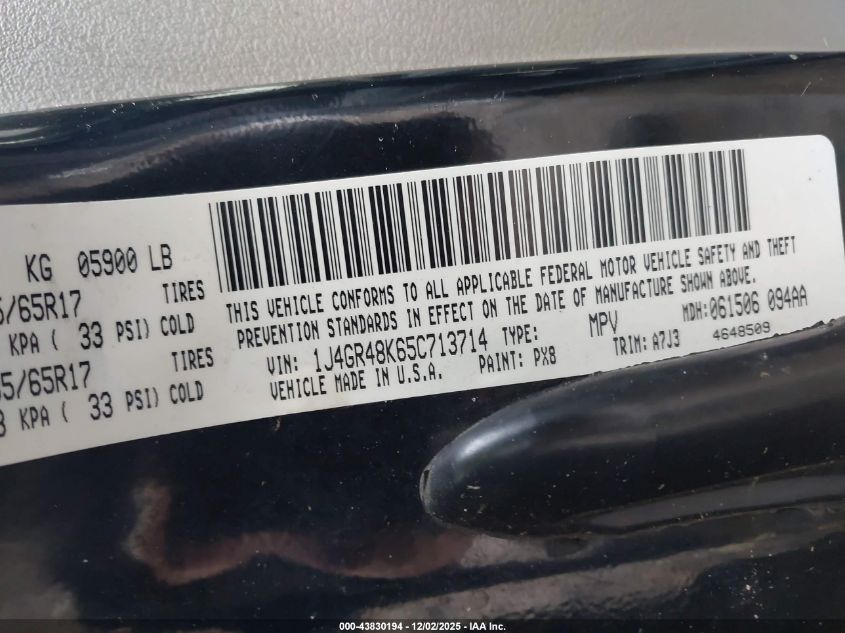 KG 05900 LB
5/65R17 TIRES
KPA ( 33 PSI) COLD
5/65R17 TIRES
KPA ( 33 PSI) COLD
THIS VEHICLE CONFORMS TO ALL APPLICABLE FEDERAL MOTOR VEHICLE SAFETY AND THEFT
PREVENTION STANDARDS IN EFFECT ON THE DATE OF MANUFACTURE SHOWN ABOVE.
VIN: 1J4GR48K65C713714 TYPE: MPV MDH:061506 094AA
VEHICLE MADE IN U.S.A. PAINT: PX8 TRIM: A7J3 4648509
000-43830194 - 12/02/2025 - IAA Inc.